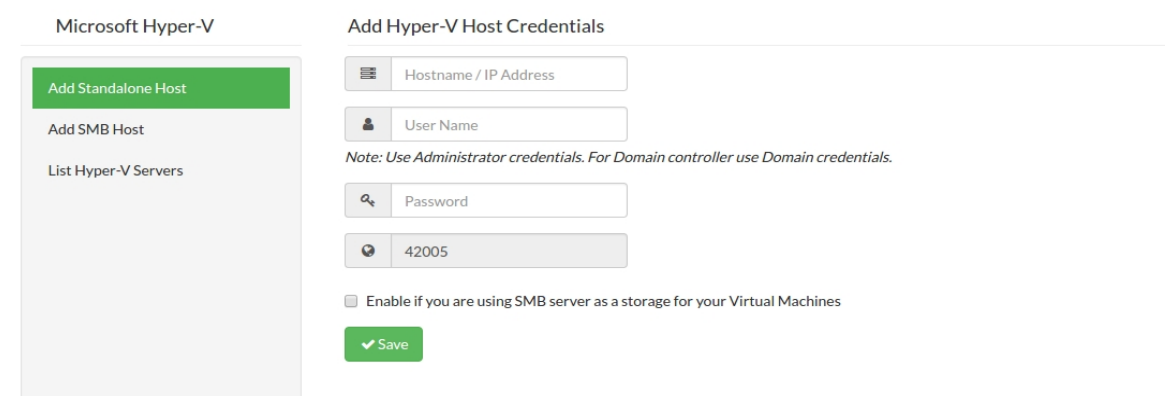 Microsoft Hyper-V
Add Standalone Host
Add SMB Host
List Hyper-V Servers
Add Hyper-V Host Credentials
Hostname / IP Address
User Name
Note: Use Administrator credentials. For Domain controller use Domain credentials.
Password
42005
Enable if you are using SMB server as a storage for your Virtual Machines
Save